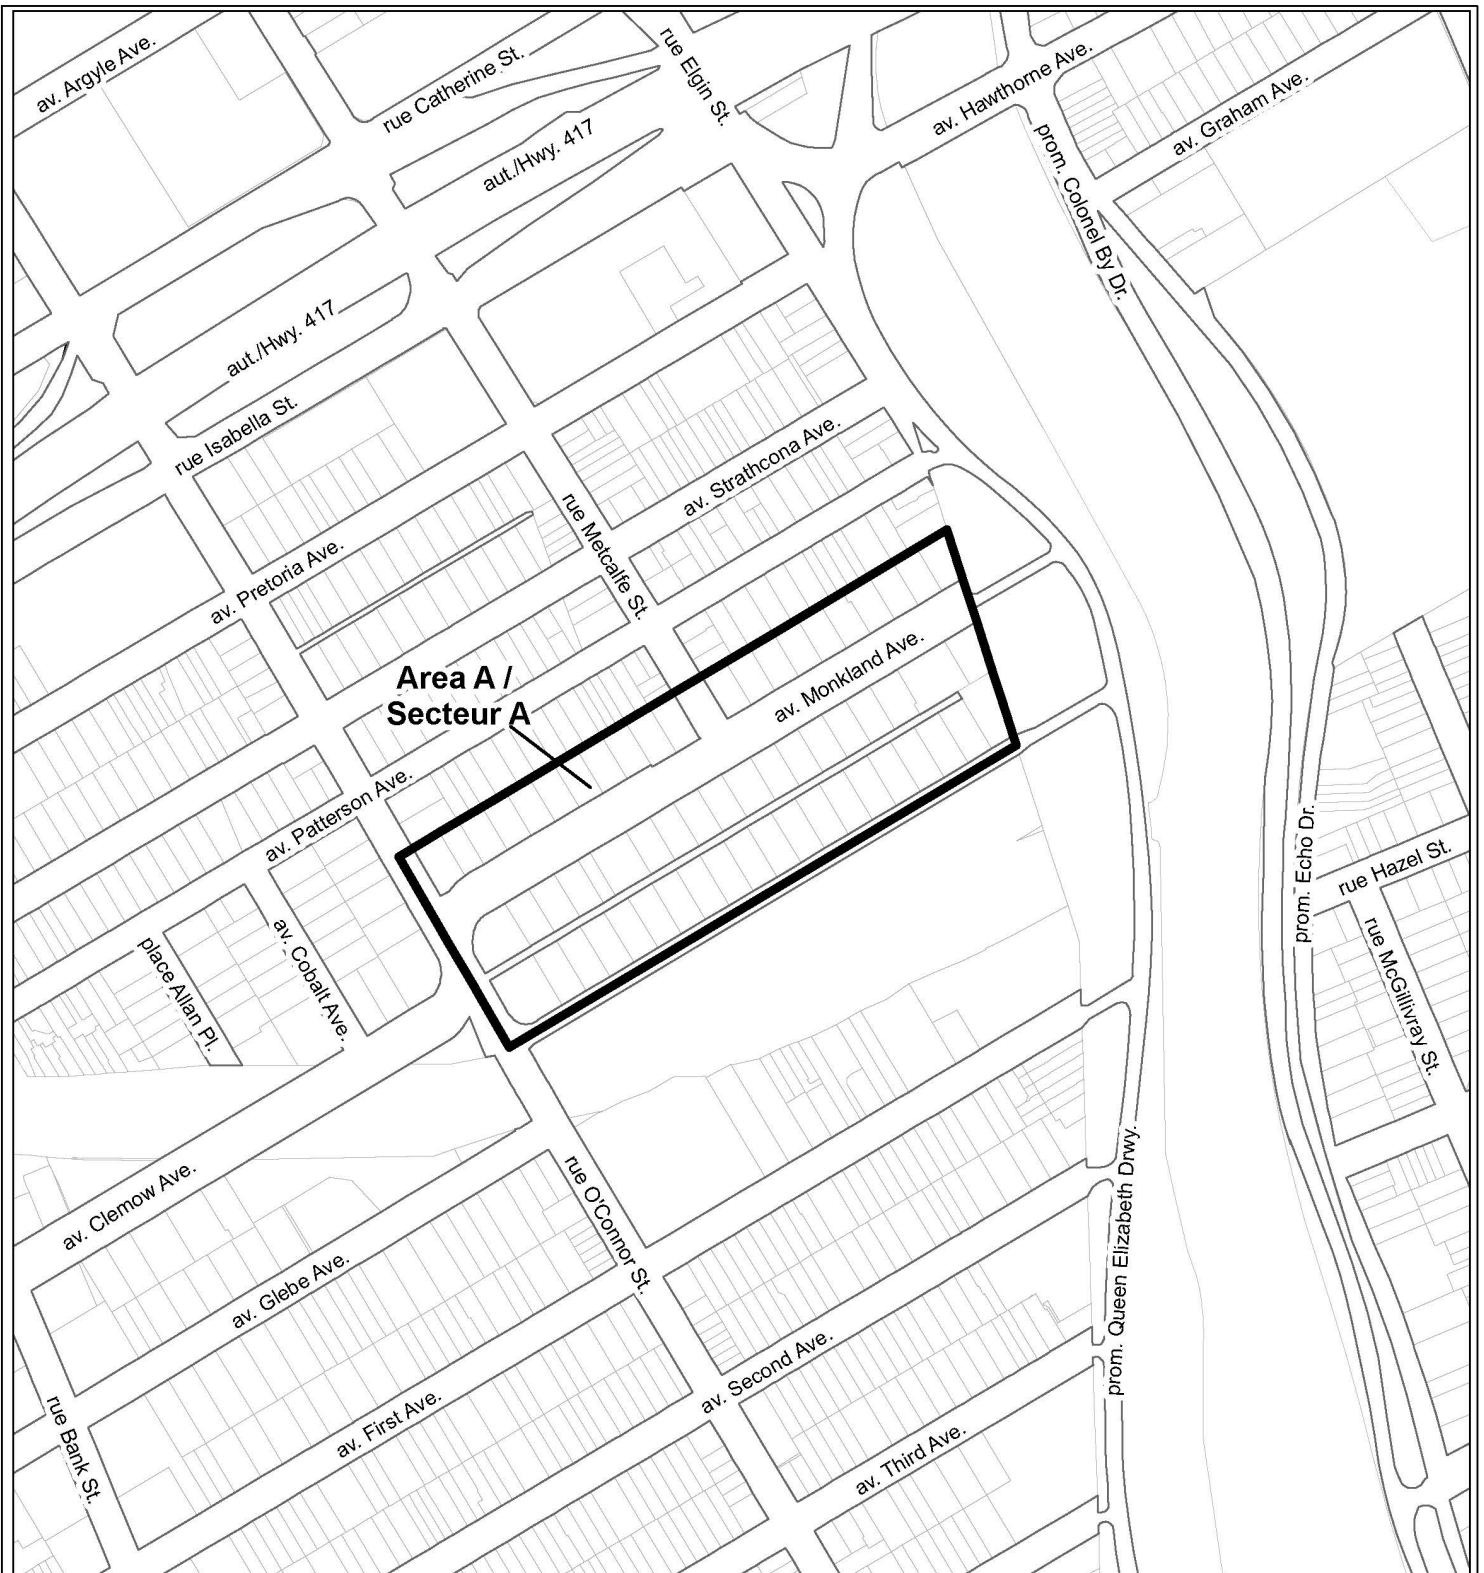 av. Argyle Ave.
rue Catherine St.
rue Elgin St.
av. Hawthorne Ave.
av. Graham Ave.
aut./Hwy. 417
prom. Colonel By Dr.
aut./Hwy. 417
rue Isabella St.
av. Strathcona Ave.
rue Metcalfe St.
av. Pretoria Ave.
Area A /
Secteur A
av. Monkland Ave.
av. Patterson Ave.
prom. Echo Dr.
rue Hazel St.
place Allan Pl.
av. Cobalt Ave.
rue McGillivray St.
av. Clemow Ave.
rue O'Connor St.
av. Glebe Ave.
prom. Queen Elizabeth Drwy.
av. Second Ave.
rue Bank St.
av. First Ave.
av. Third Ave.